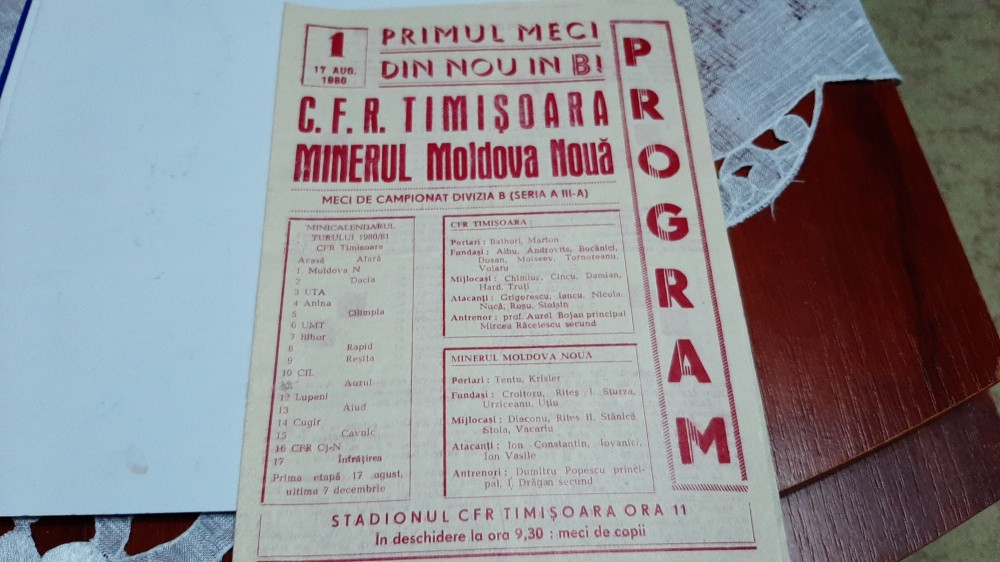 1
17 AUG.
1980
PRIMUL MECI
DIN NOU IN B!
C.F.R. TIMIȘOARA
MINERUL Moldova Nouă
MECI DE CAMPIONAT DIVIZIA B (SERIA A III-A)
PROGRAM
MINICALENDARUL
TURULUI 1980/81
CFR Timisoara
Acasă Afară
1 Moldova N
2 Dacia
3 UTA
4 Anina
5 Olimpia
6 UMT
7 Bihor
8 Rapid
9 Reșița
10 CIL
Aurul
12 Lupeni
13 Aiud
14 Cugir
15 Cavnic
16 CFR Cj-N
17 Înfrățirea
Prima etapă 17 august,
ultima 7 decembrie
CFR TIMIȘOARA :
Portari : Bathori, Marton
Fundași : Albu, Androvits, Bocănici,
Dosan, Moiseev, Tornoreanu,
Volaru
Mijlocași : Chimiuc, Cincu, Damian,
Hard, Truți
Atacanți : Grigorescu, Iancu, Nicola,
Nucă, Roșu, Stoisin
Antrenor : prof. Aurel Bojan principal
Mircea Răcelescu secund
MINERUL MOLDOVA NOUA
Portari : Tentu, Krisler
Fundași : Croitoru, Riteș I, Sturza,
Urziceanu, Uțiu
Mijlocași : Diaconu, Riteș II, Stănică
Stoia, Vacariu
Atacanți : Ion Constantin, Iovanici,
Ion Vasile
Antrenori : Dumitru Popescu princi-
pal, I. Drăgan secund
STADIONUL CFR TIMIȘOARA ORA 11
In deschidere la ora 9,30 : meci de copii